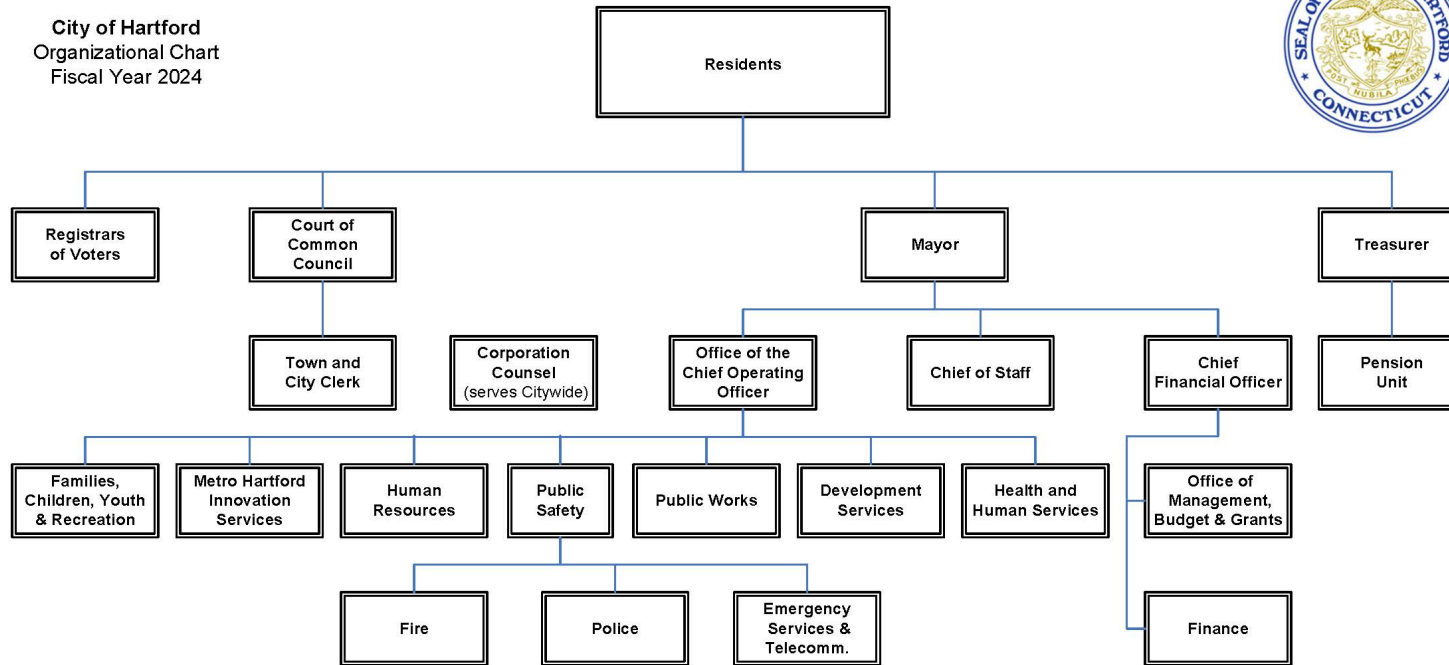 City of Hartford
Organizational Chart
Fiscal Year 2024
Residents
SEAL OF
RTFORD
CONNECTICUT
POST
NUBILA
PHOEBUS
Registrars
of Voters
Court of
Common
Council
Mayor
Treasurer
Town and
City Clerk
Corporation
Counsel
(serves Citywide)
Office of the
Chief Operating
Officer
Chief of Staff
Chief
Financial Officer
Pension
Unit
Families,
Children, Youth
& Recreation
Metro Hartford
Innovation
Services
Human
Resources
Public
Safety
Public Works
Development
Services
Health and
Human Services
Office of
Management,
Budget & Grants
Fire
Police
Emergency
Services &
Telecomm.
Finance